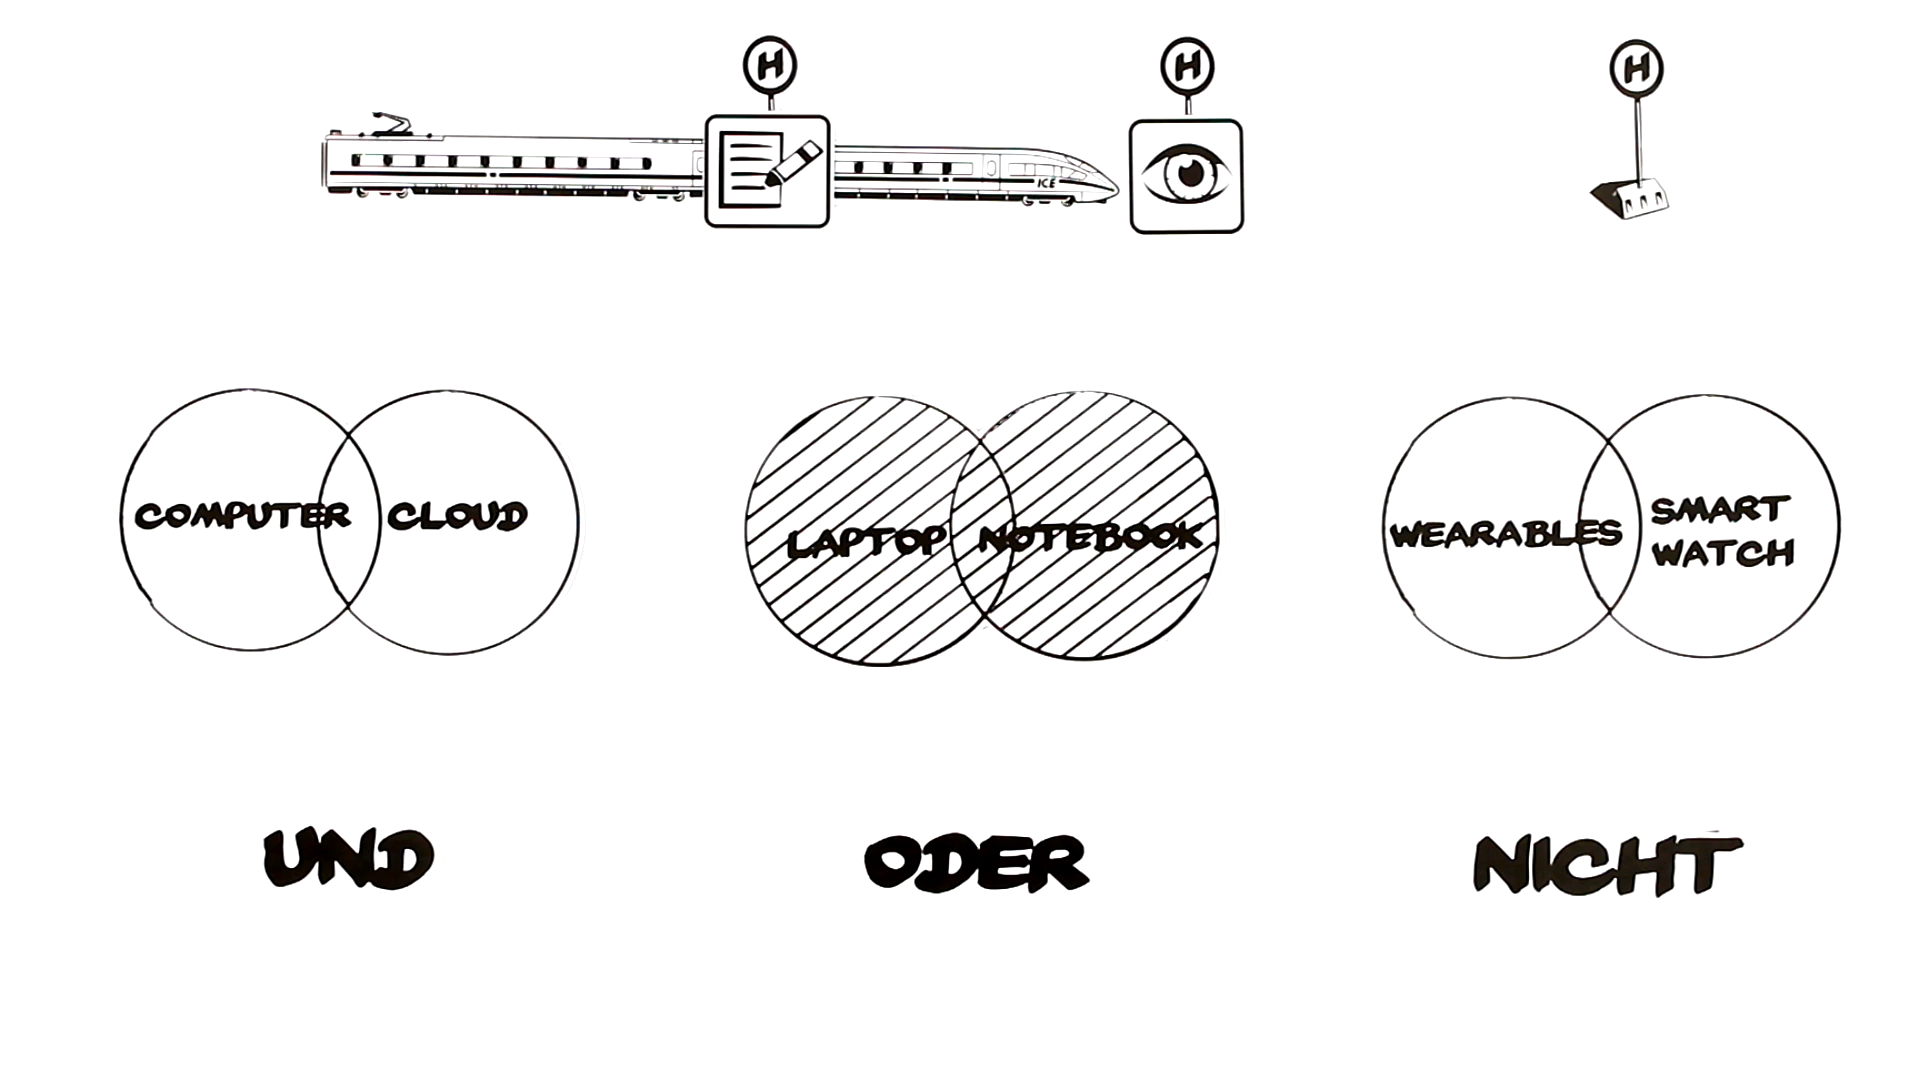 H
H
H
ICE
COMPUTER
CLOUD
LAPTOP
NOTEBOOK
WEARABLES
SMART
WATCH
UND
ODER
NICHT